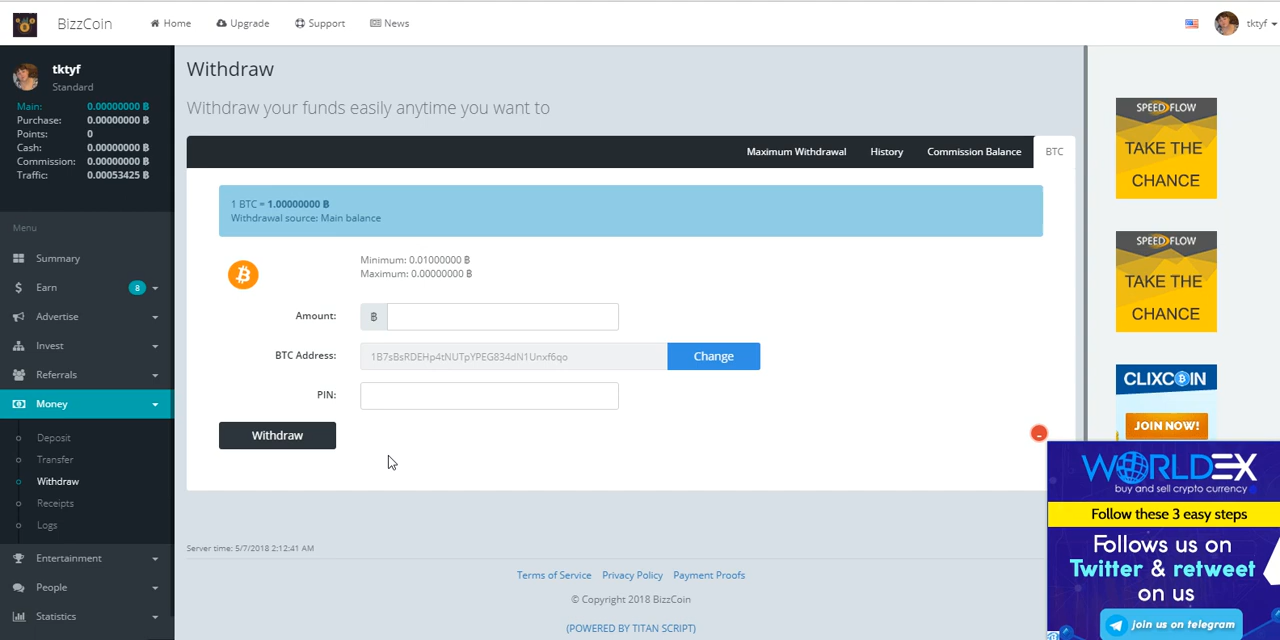 BizzCoin
Home
Upgrade
Support
News
tktyf
tktyf
Standard
Main: 0.00000000 ฿
Purchase: 0.00000000 ฿
Points: 0
Cash: 0.00000000 ฿
Commission: 0.00000000 ฿
Traffic: 0.00053425 ฿
Menu
Summary
Earn 8
Advertise
Invest
Referrals
Money
Deposit
Transfer
Withdraw
Receipts
Logs
Entertainment
People
Statistics
Withdraw
Withdraw your funds easily anytime you want to
Maximum Withdrawal
History
Commission Balance
BTC
1 BTC = 1.00000000 ฿
Withdrawal source: Main balance
Minimum: 0.01000000 ฿
Maximum: 0.00000000 ฿
Amount: ฿
BTC Address: 1B7sBsRDEHp4tNUTpYPEG834dN1Unxf6qo Change
PIN:
Withdraw
Server time: 5/7/2018 2:12:41 AM
Terms of Service Privacy Policy Payment Proofs
© Copyright 2018 BizzCoin
(POWERED BY TITAN SCRIPT)
SPEED FLOW
TAKE THE
CHANCE
SPEED FLOW
TAKE THE
CHANCE
CLIXCOIN
JOIN NOW!
WORLDEX
buy and sell crypto currency
Follow these 3 easy steps
Follows us on
Twitter & retweet
on us
join us on telegram